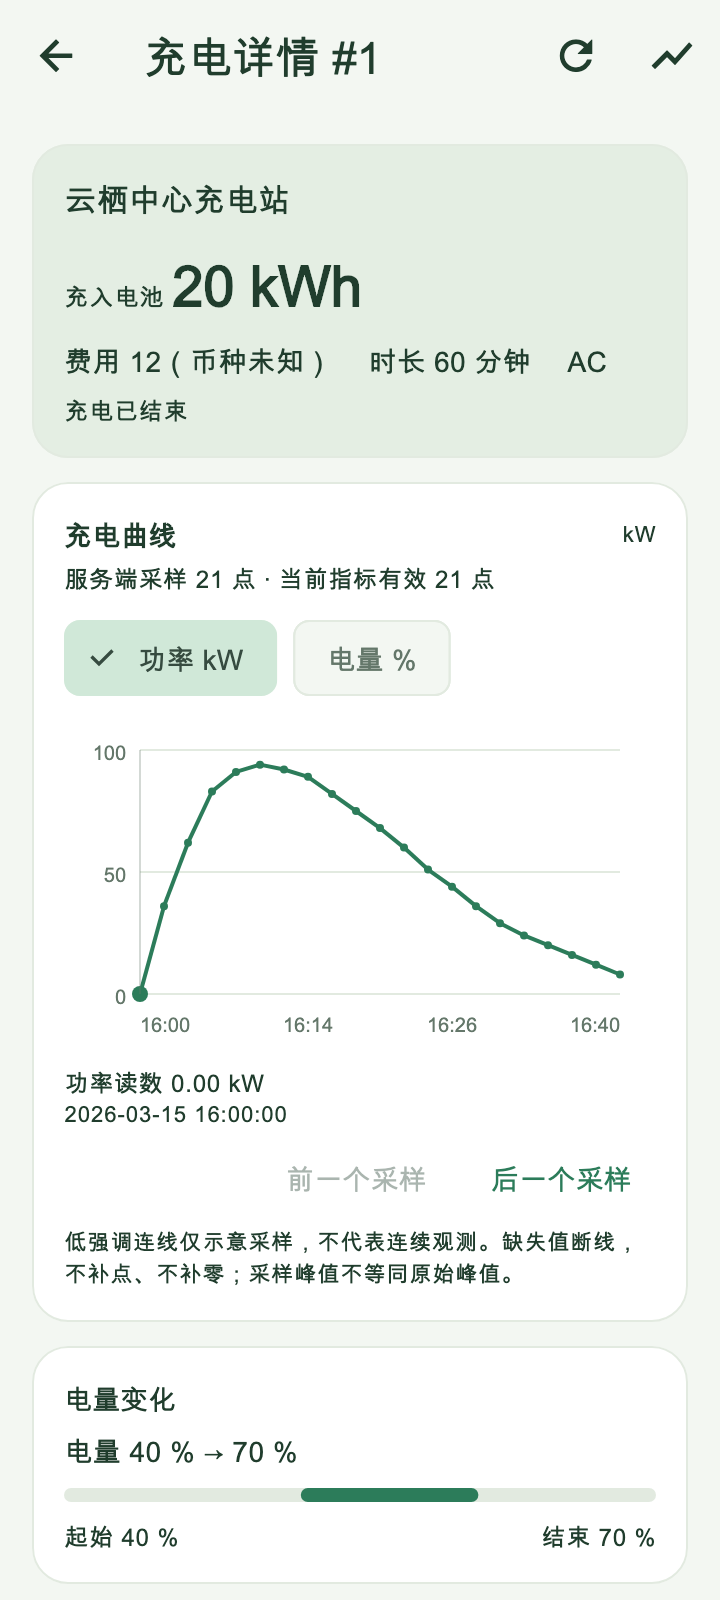 充电详情 #1
云栖中心充电站
充入电池 20 kWh
费用 12 ( 币种未知 ) 时长 60 分钟 AC
充电已结束
充电曲线 kW
服务端采样 21 点 · 当前指标有效 21 点
功率 kW 电量 %
100
50
0
16:00 16:14 16:26 16:40
功率读数 0.00 kW
2026-03-15 16:00:00
前一个采样 后一个采样
低强调连线仅示意采样，不代表连续观测。缺失值断线，
不补点、不补零；采样峰值不等同原始峰值。
电量变化
电量 40 % → 70 %
起始 40 % 结束 70 %